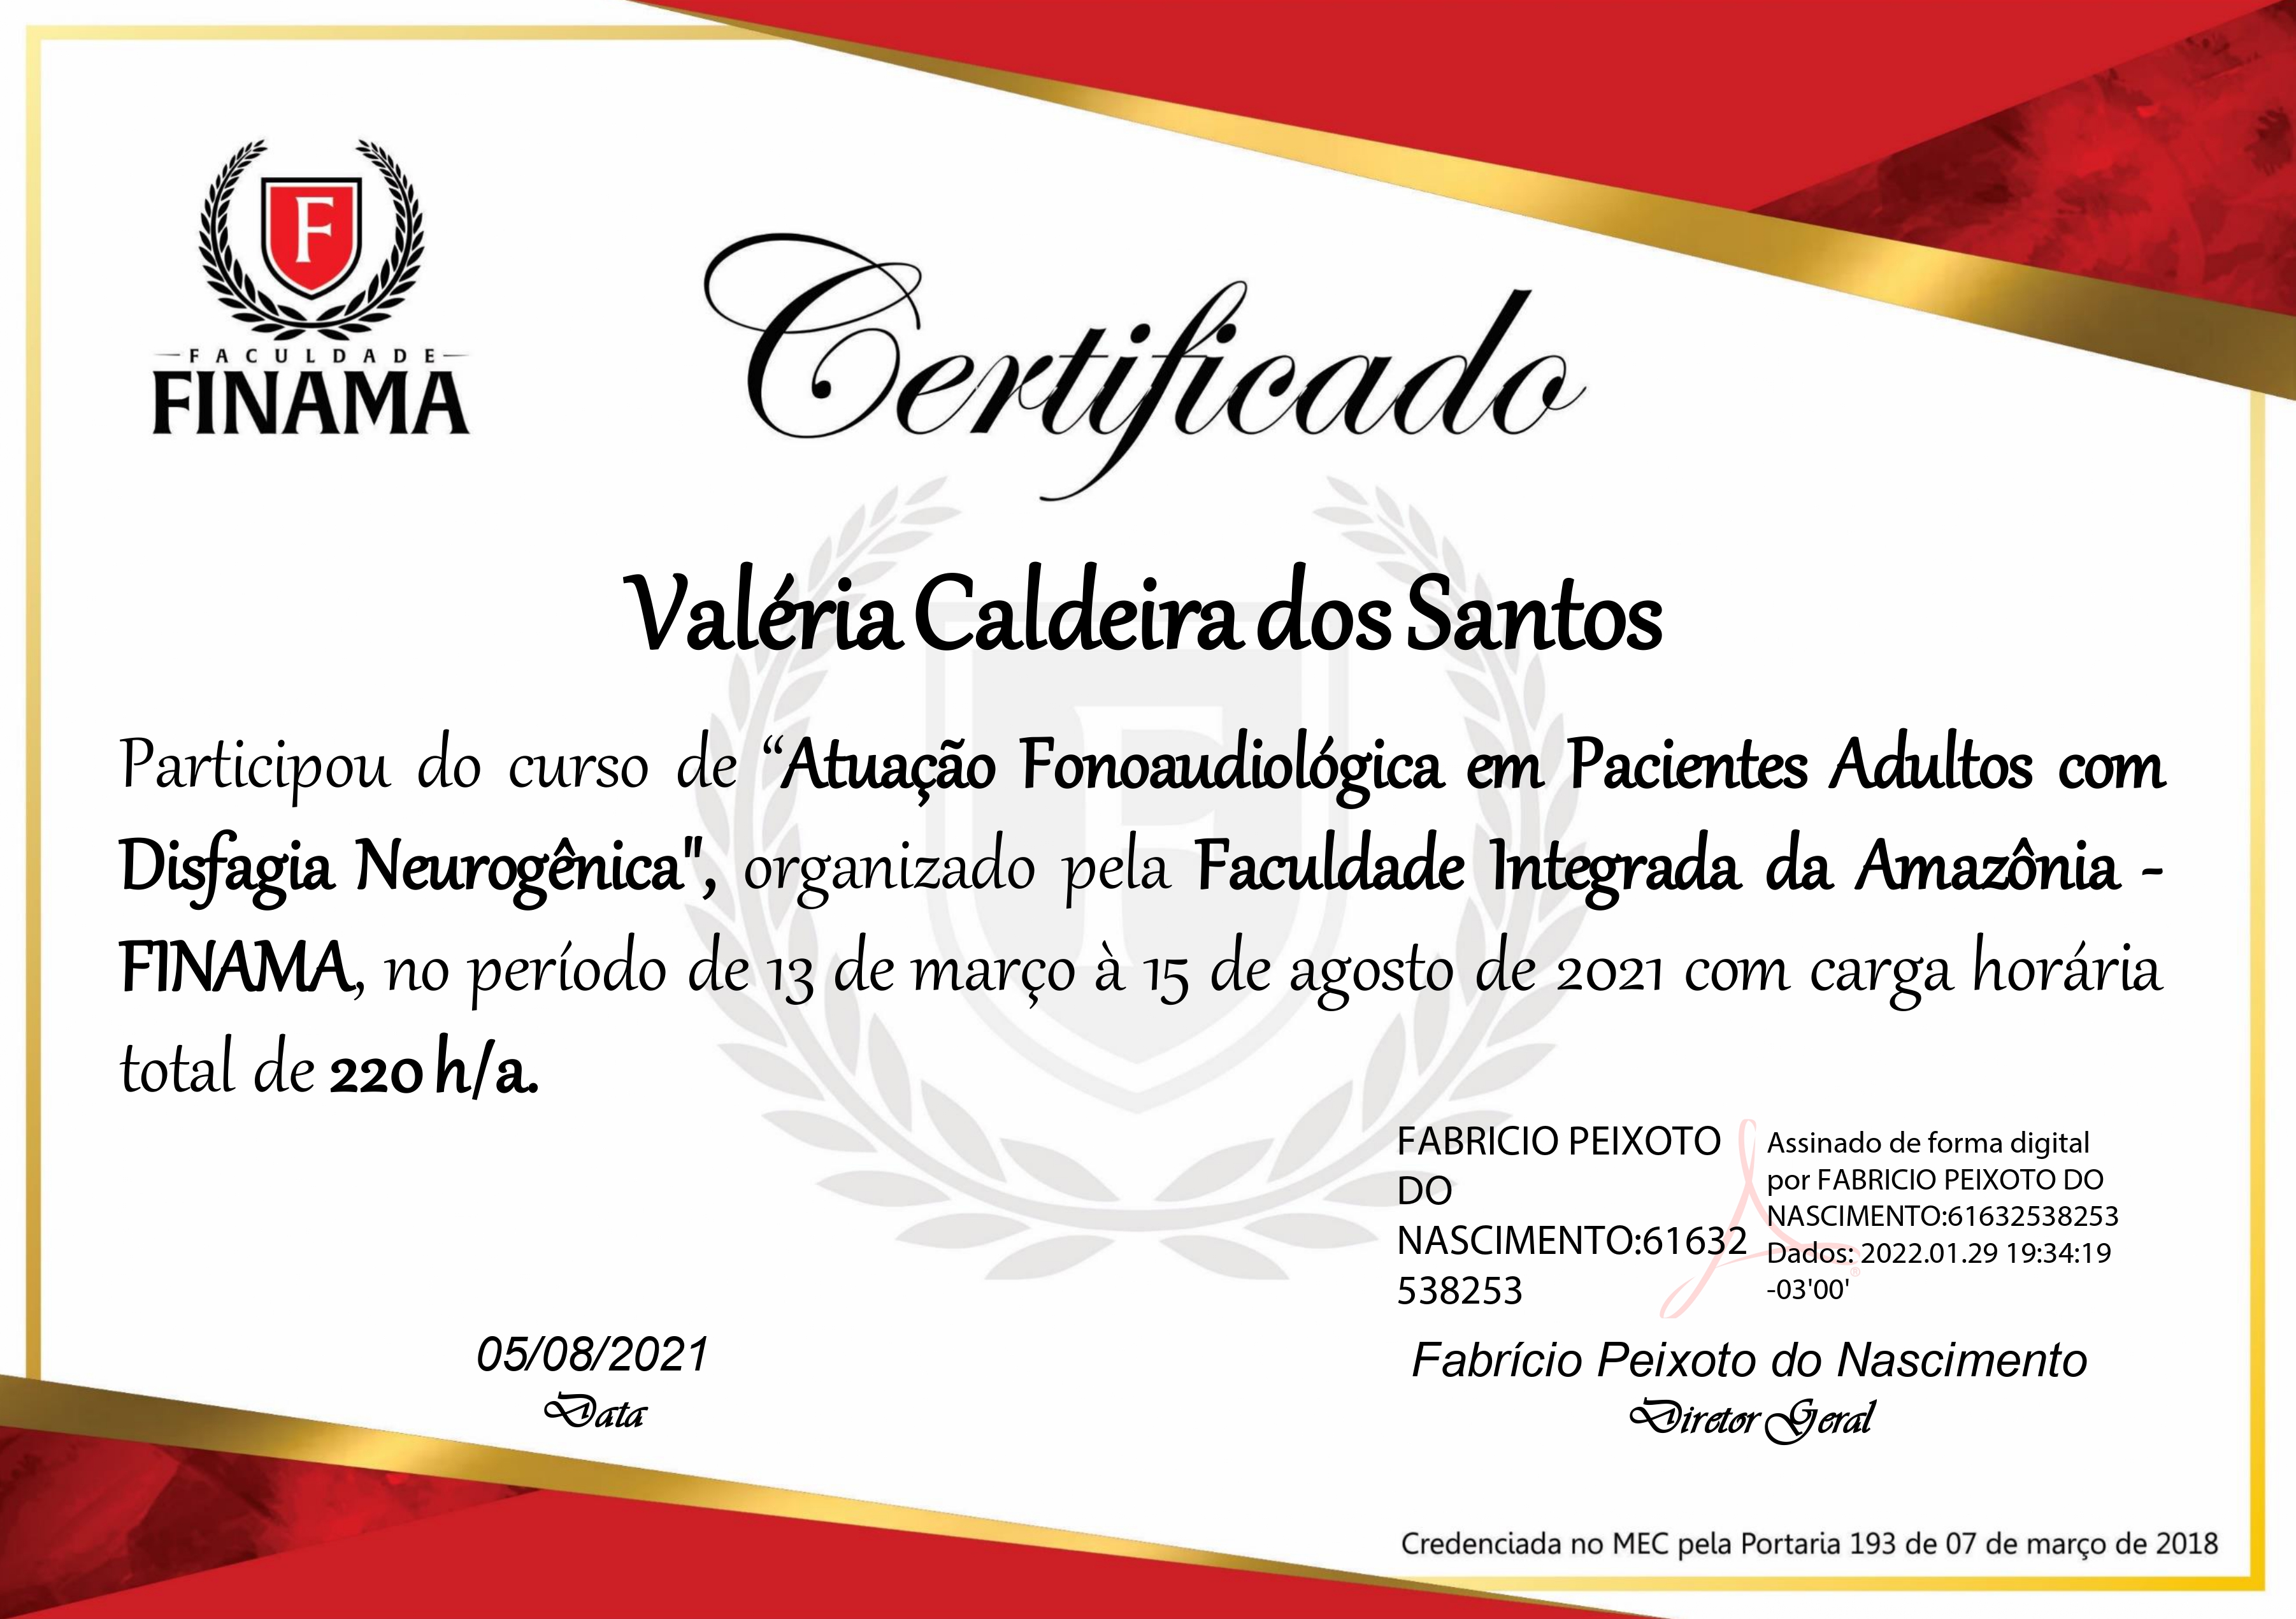 F
FACULDADE
FINAMA
Certificado
Valéria Caldeira dos Santos
Participou do curso de “Atuação Fonoaudiológica em Pacientes Adultos com
Disfagia Neurogênica", organizado pela Faculdade Integrada da Amazônia -
FINAMA, no período de 13 de março à 15 de agosto de 2021 com carga horária
total de 220 h/a.
FABRICIO PEIXOTO
DO
NASCIMENTO:61632
538253
Assinado de forma digital
por FABRICIO PEIXOTO DO
NASCIMENTO:61632538253
Dados: 2022.01.29 19:34:19
-03'00'
05/08/2021
Data
Fabrício Peixoto do Nascimento
Diretor Geral
Credenciada no MEC pela Portaria 193 de 07 de março de 2018